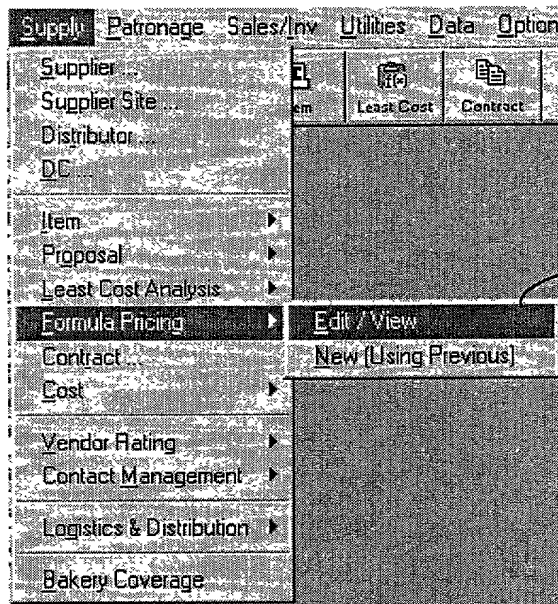 Supply Patronage Sales/Inv Utilities Data Option
Supplier ...
Supplier Site ...
Distributor ...
DC ...
em
Least Cost
Contract
Item
Proposal
Least Cost Analysis
Formula Pricing
Edit / View
New (Using Previous)
Contract ...
Cost
Vendor Rating
Contact Management
Logistics & Distribution
Bakery Coverage